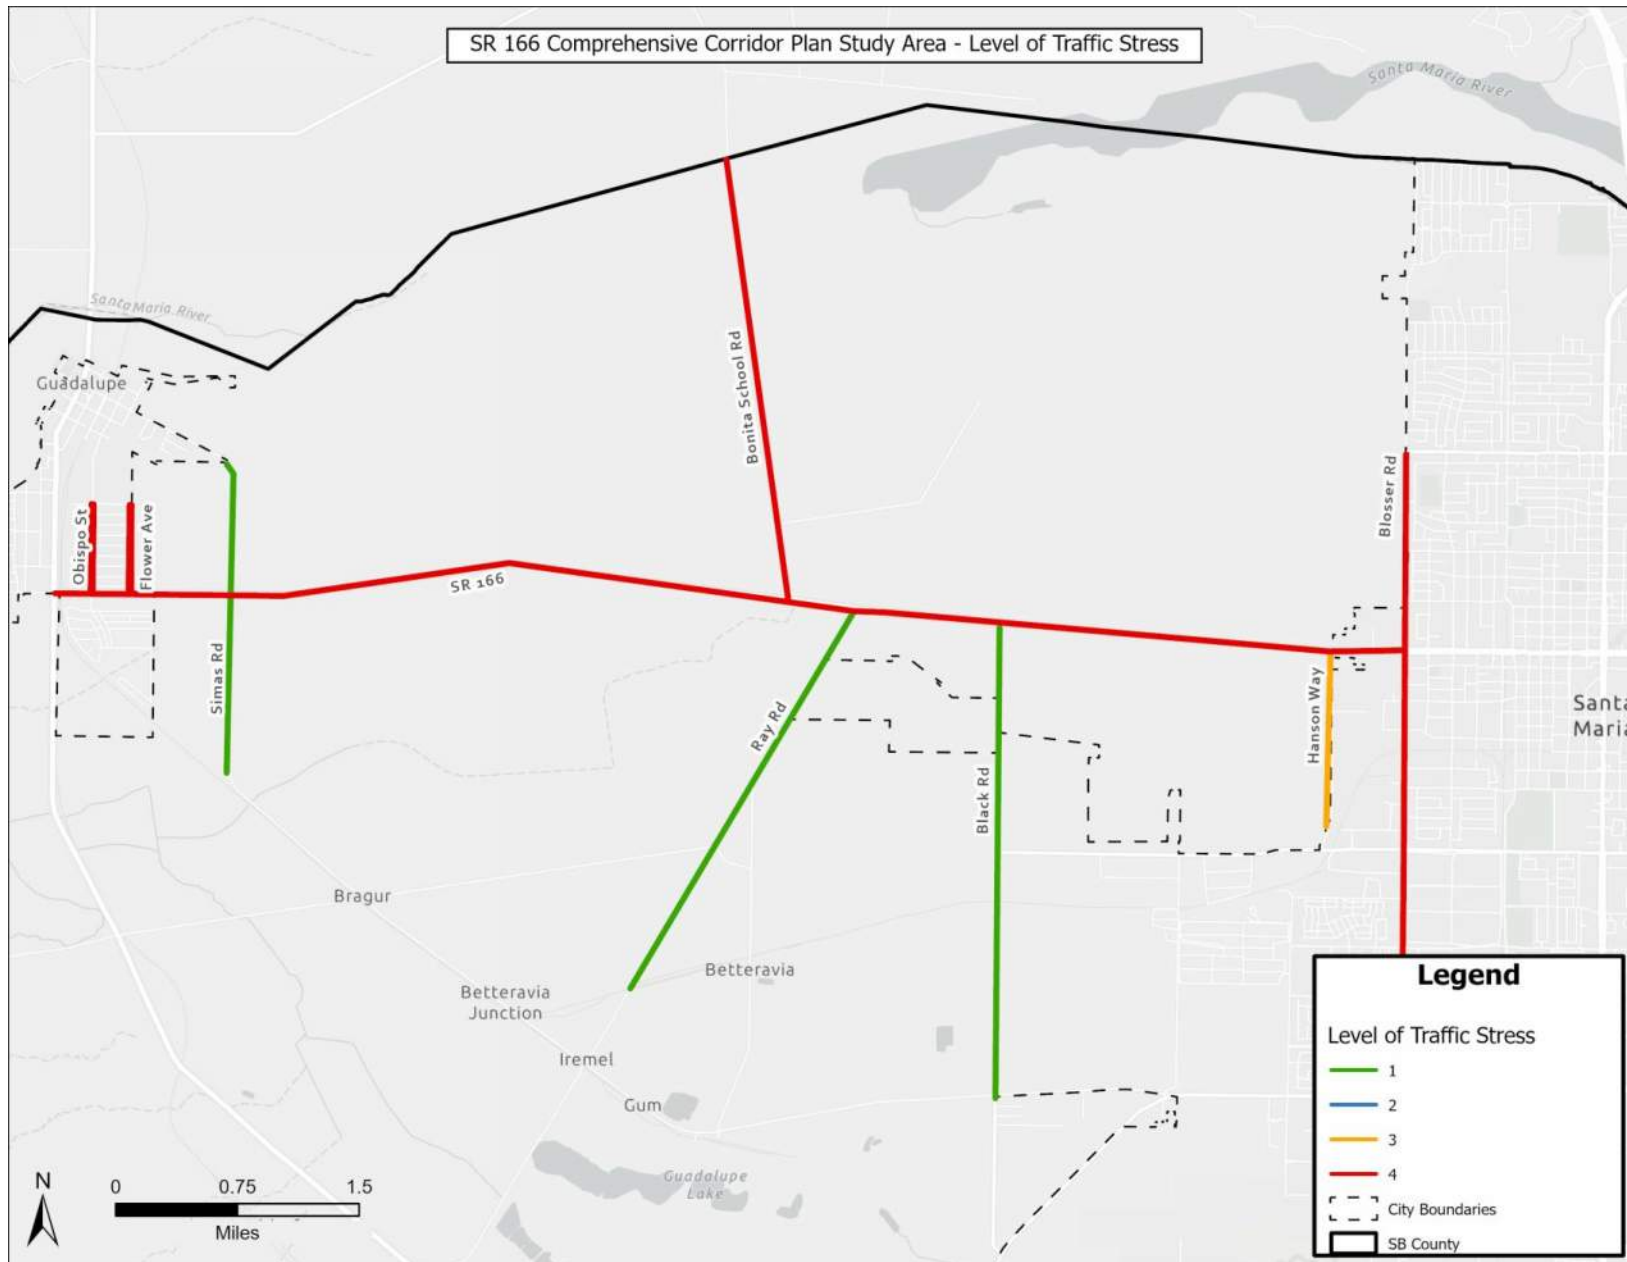 SR 166 Comprehensive Corridor Plan Study Area - Level of Traffic Stress
Santa Maria River
Santa Maria River
Guadalupe
Bonita School Rd
Blosser Rd
Obispo St
Flower Ave
SR 166
Simas Rd
Ray Rd
Black Rd
Hanson Way
Santa
Maria
Bragur
Betteravia
Betteravia
Junction
Iremel
Gum
Guadalupe
Lake
N
0 0.75 1.5
Miles
Legend
Level of Traffic Stress
1
2
3
4
City Boundaries
SB County